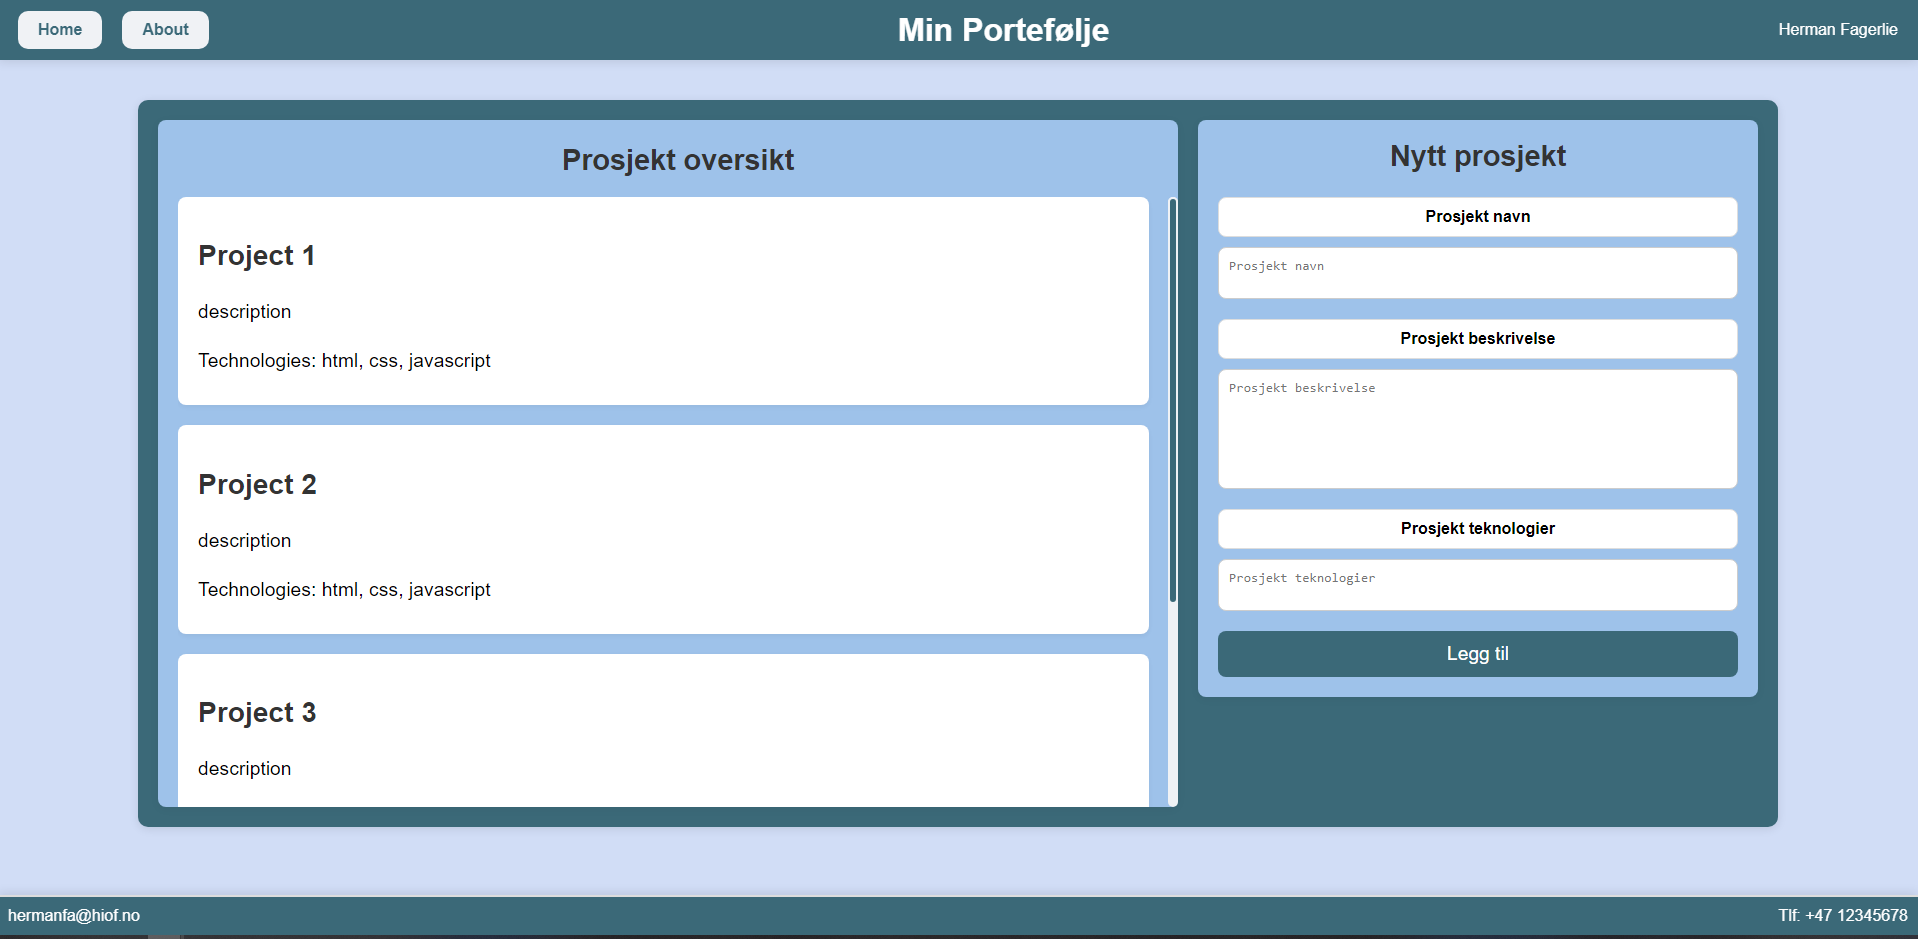 Home
About
Min Portefølje
Herman Fagerlie
Prosjekt oversikt
Project 1
description
Technologies: html, css, javascript
Project 2
description
Technologies: html, css, javascript
Project 3
description
Nytt prosjekt
Prosjekt navn
Prosjekt navn
Prosjekt beskrivelse
Prosjekt beskrivelse
Prosjekt teknologier
Prosjekt teknologier
Legg til
hermanfa@hiof.no
Tlf: +47 12345678